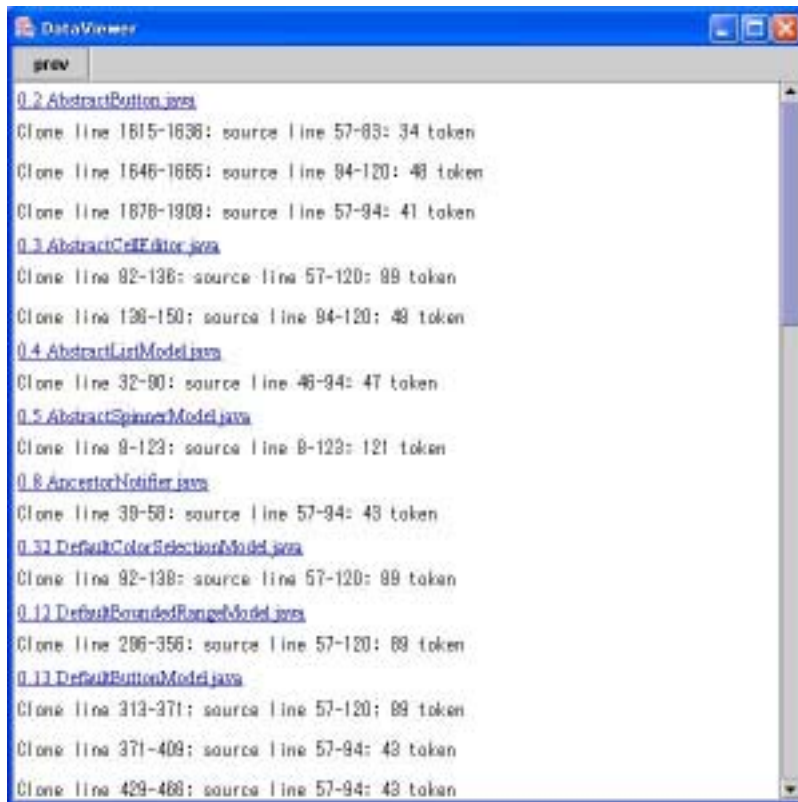 DataViewer
prev
0.2 AbstractButton.java
Clone line 1615-1636: source line 57-83: 34 token
Clone line 1646-1665: source line 94-120: 48 token
Clone line 1878-1909: source line 57-94: 41 token
0.3 AbstractCellEditor.java
Clone line 92-136: source line 57-120: 89 token
Clone line 136-150: source line 94-120: 48 token
0.4 AbstractListModel.java
Clone line 32-90: source line 46-94: 47 token
0.5 AbstractSpinnerModel.java
Clone line 9-123: source line 9-123: 121 token
0.8 AncestorNotifier.java
Clone line 39-58: source line 57-94: 43 token
0.32 DefaultColorSelectionModel.java
Clone line 92-138: source line 57-120: 89 token
0.12 DefaultBoundedRangeModel.java
Clone line 296-356: source line 57-120: 89 token
0.13 DefaultButtonModel.java
Clone line 313-371: source line 57-120: 89 token
Clone line 371-409: source line 57-94: 43 token
Clone line 429-466: source line 57-94: 43 token